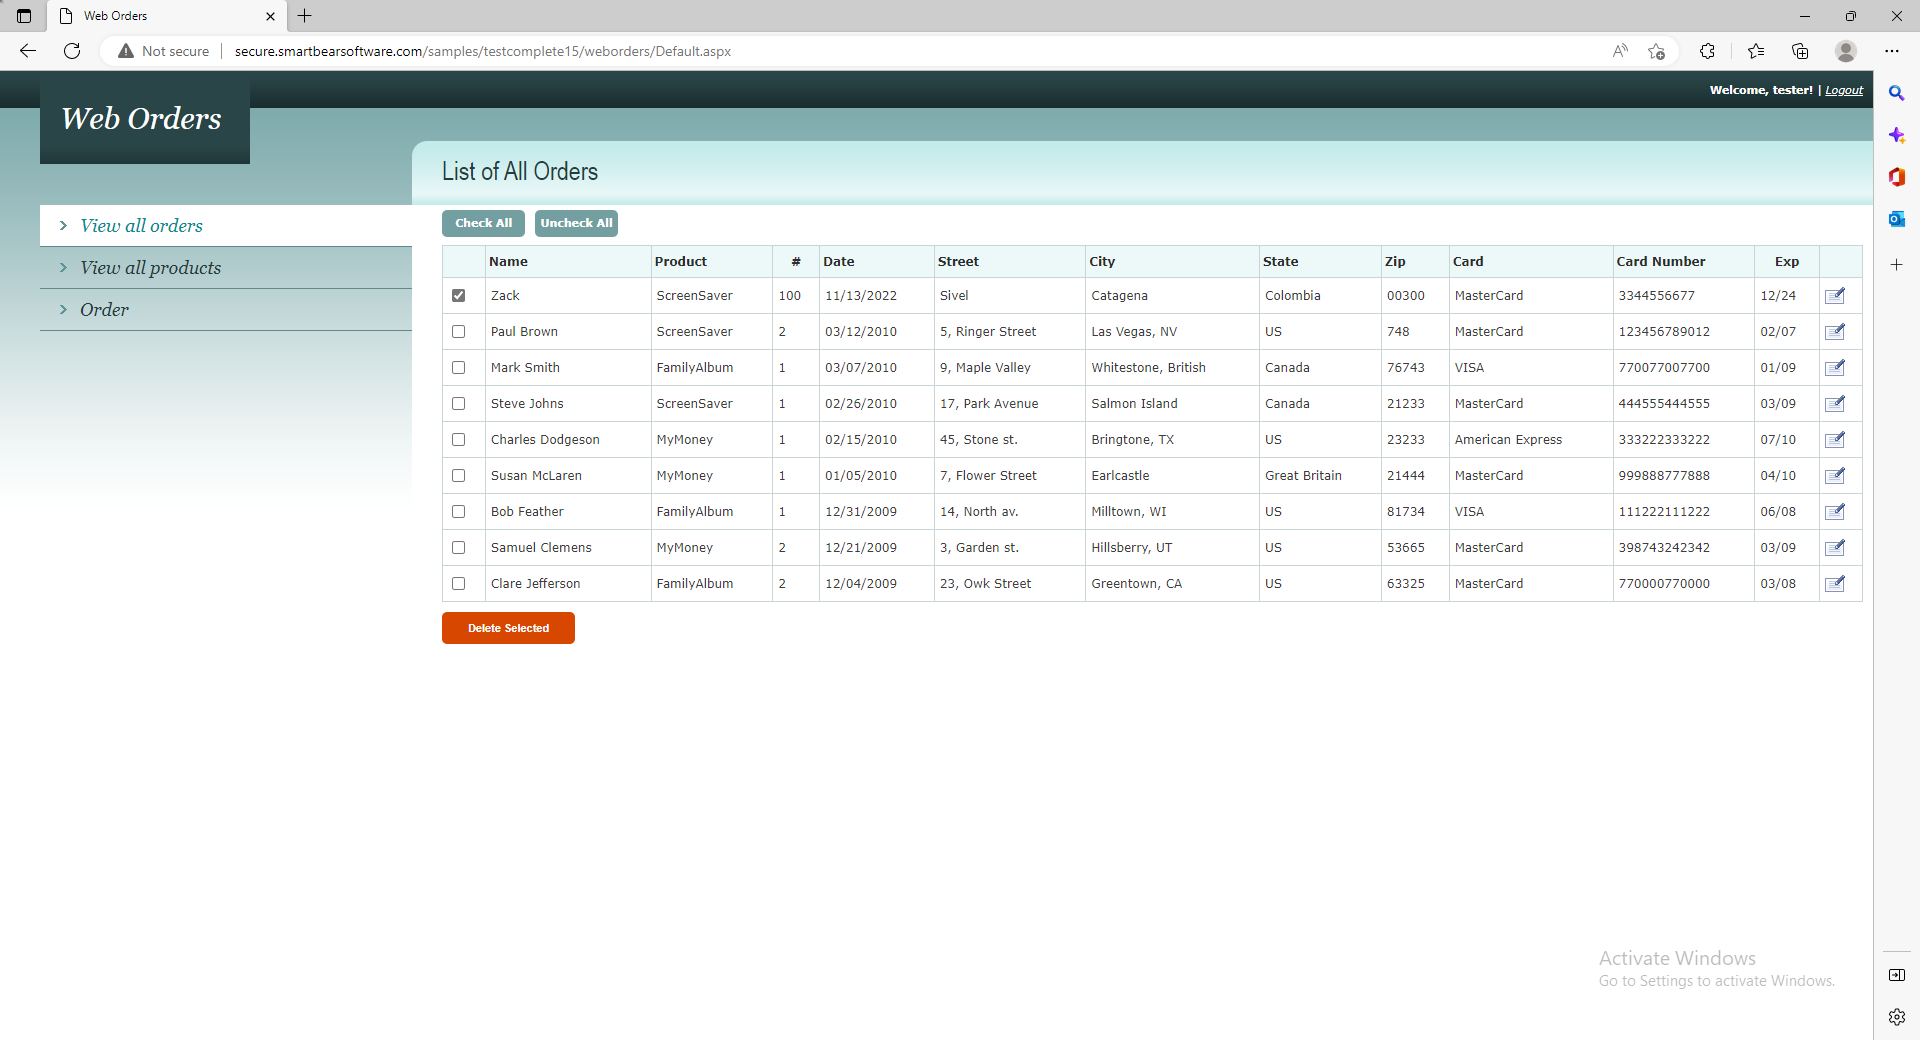 Web Orders
Not secure
secure.smartbearsoftware.com/samples/testcomplete15/weborders/Default.aspx
Welcome, tester! | Logout
Web Orders
List of All Orders
View all orders
View all products
Order
Check All Uncheck All
Name Product # Date Street City State Zip Card Card Number Exp
Zack ScreenSaver 100 11/13/2022 Sivel Catagena Colombia 00300 MasterCard 3344556677 12/24
Paul Brown ScreenSaver 2 03/12/2010 5, Ringer Street Las Vegas, NV US 748 MasterCard 123456789012 02/07
Mark Smith FamilyAlbum 1 03/07/2010 9, Maple Valley Whitestone, British Canada 76743 VISA 770077007700 01/09
Steve Johns ScreenSaver 1 02/26/2010 17, Park Avenue Salmon Island Canada 21233 MasterCard 444555444555 03/09
Charles Dodgeson MyMoney 1 02/15/2010 45, Stone st. Bringtone, TX US 23233 American Express 333222333222 07/10
Susan McLaren MyMoney 1 01/05/2010 7, Flower Street Earlcastle Great Britain 21444 MasterCard 999888777888 04/10
Bob Feather FamilyAlbum 1 12/31/2009 14, North av. Milltown, WI US 81734 VISA 111222111222 06/08
Samuel Clemens MyMoney 2 12/21/2009 3, Garden st. Hillsberry, UT US 53665 MasterCard 398743242342 03/09
Clare Jefferson FamilyAlbum 2 12/04/2009 23, Owk Street Greentown, CA US 63325 MasterCard 770000770000 03/08
Delete Selected
Activate Windows
Go to Settings to activate Windows.